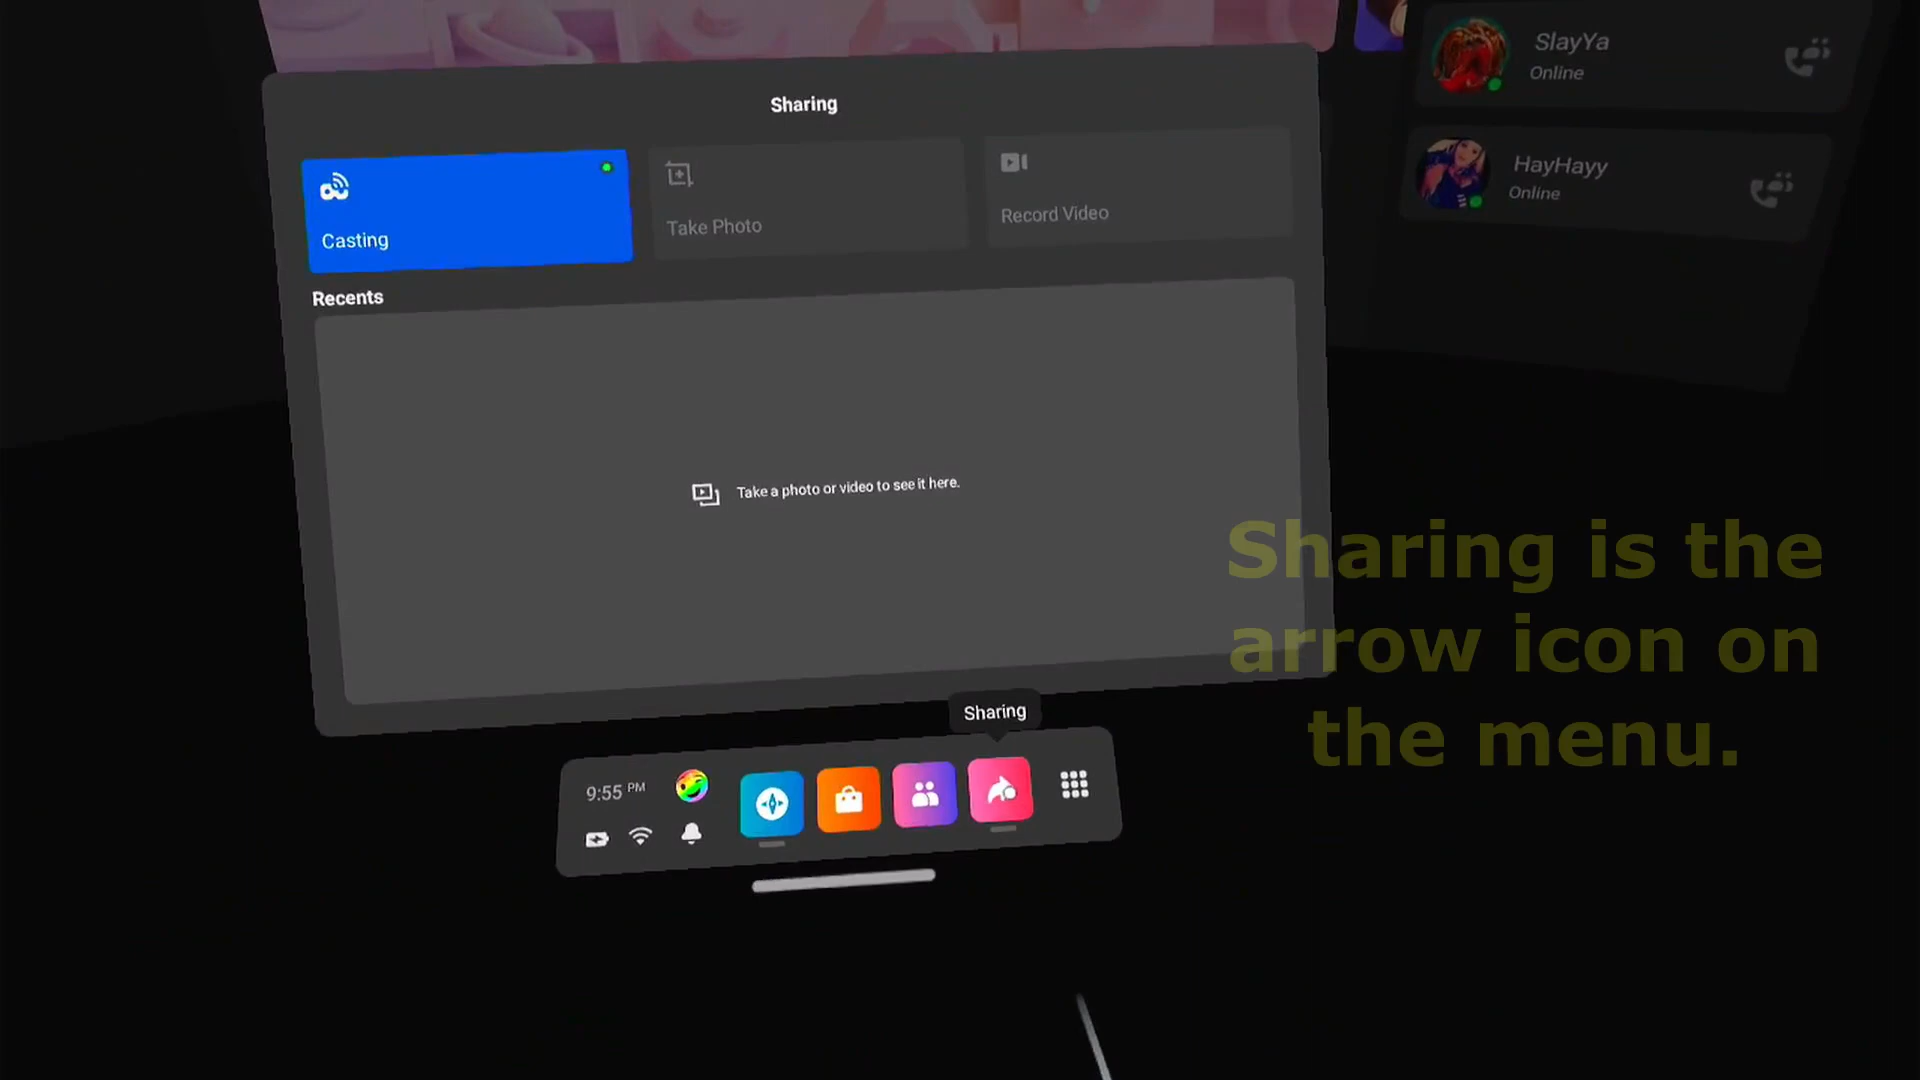 SlayYa
Online
Sharing
HayHayy
Online
Casting
Take Photo
Record Video
Recents
Take a photo or video to see it here.
Sharing is the
arrow icon on
the menu.
Sharing
9:55 PM